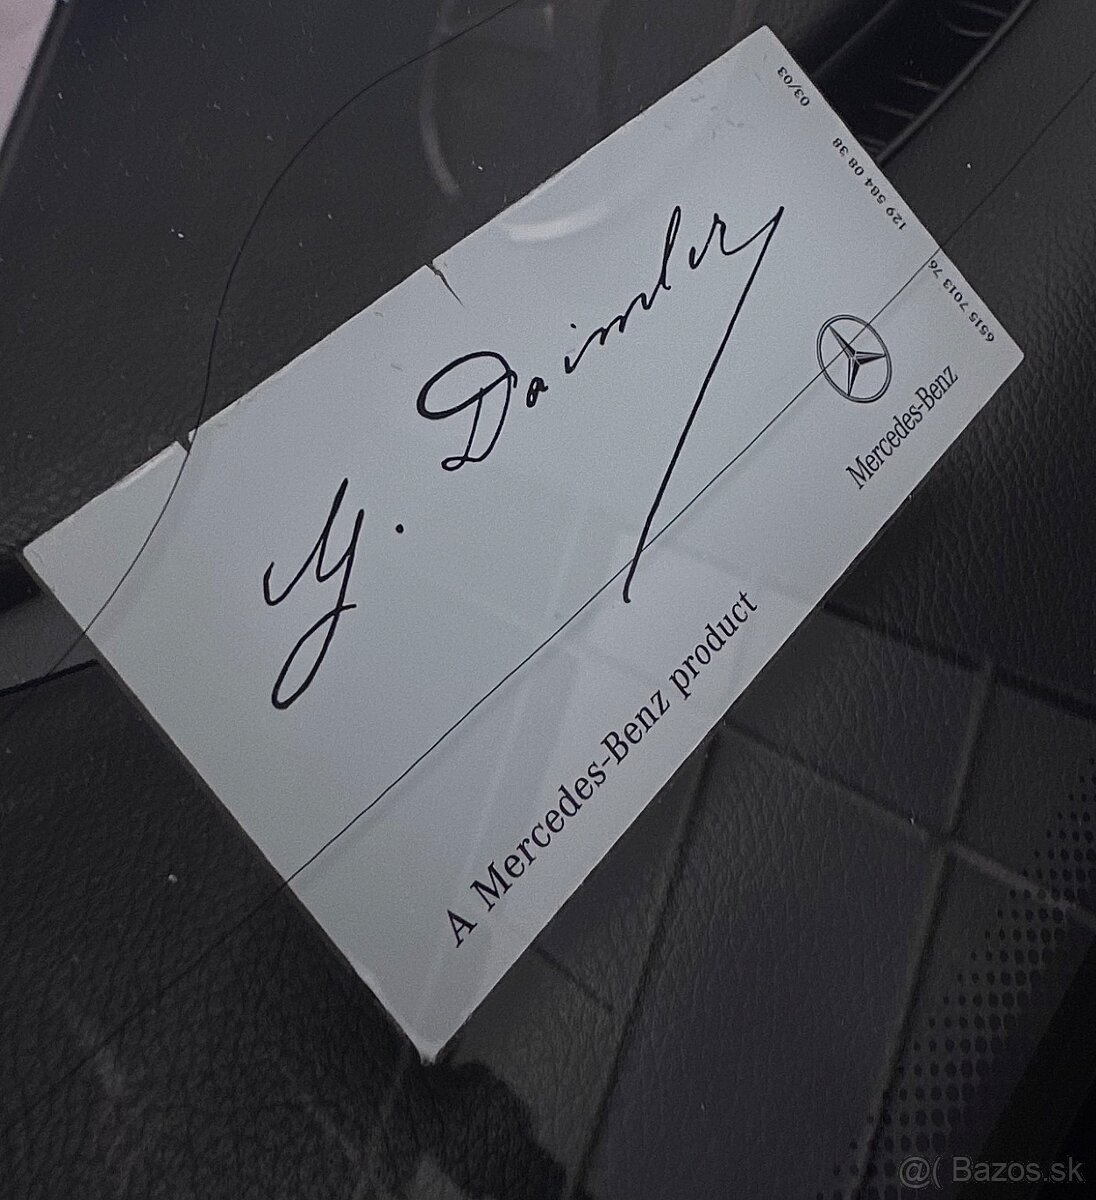 G. Daimler
A Mercedes-Benz product
Mercedes-Benz
6515 7013 76
129 584 08 38
03/03
@( Bazos.sk